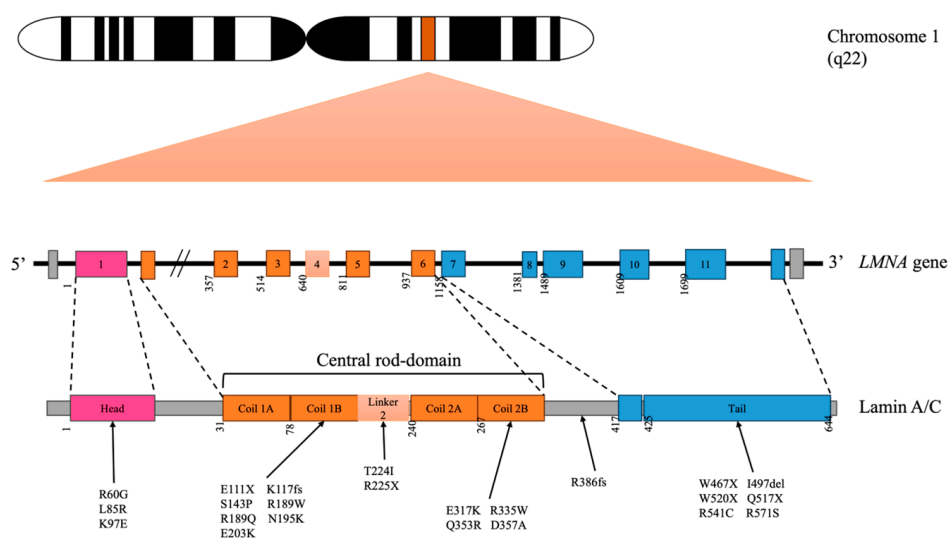 Chromosome 1
(q22)
5’ 1 2 3 4 5 6 7 8 9 10 11 3’ LMNA gene
1 357 514 640 811 937 1158 1381 1489 1609 1699
Central rod-domain
Head Coil 1A Coil 1B Linker 2 Coil 2A Coil 2B Tail Lamin A/C
1 31 78 240 267 417 425 644
R60G
L85R
K97E
E111X K117fs
S143P R189W
R189Q N195K
E203K
T224I
R225X
E317K R335W
Q353R D357A
R386fs
W467X I497del
W520X Q517X
R541C R571S